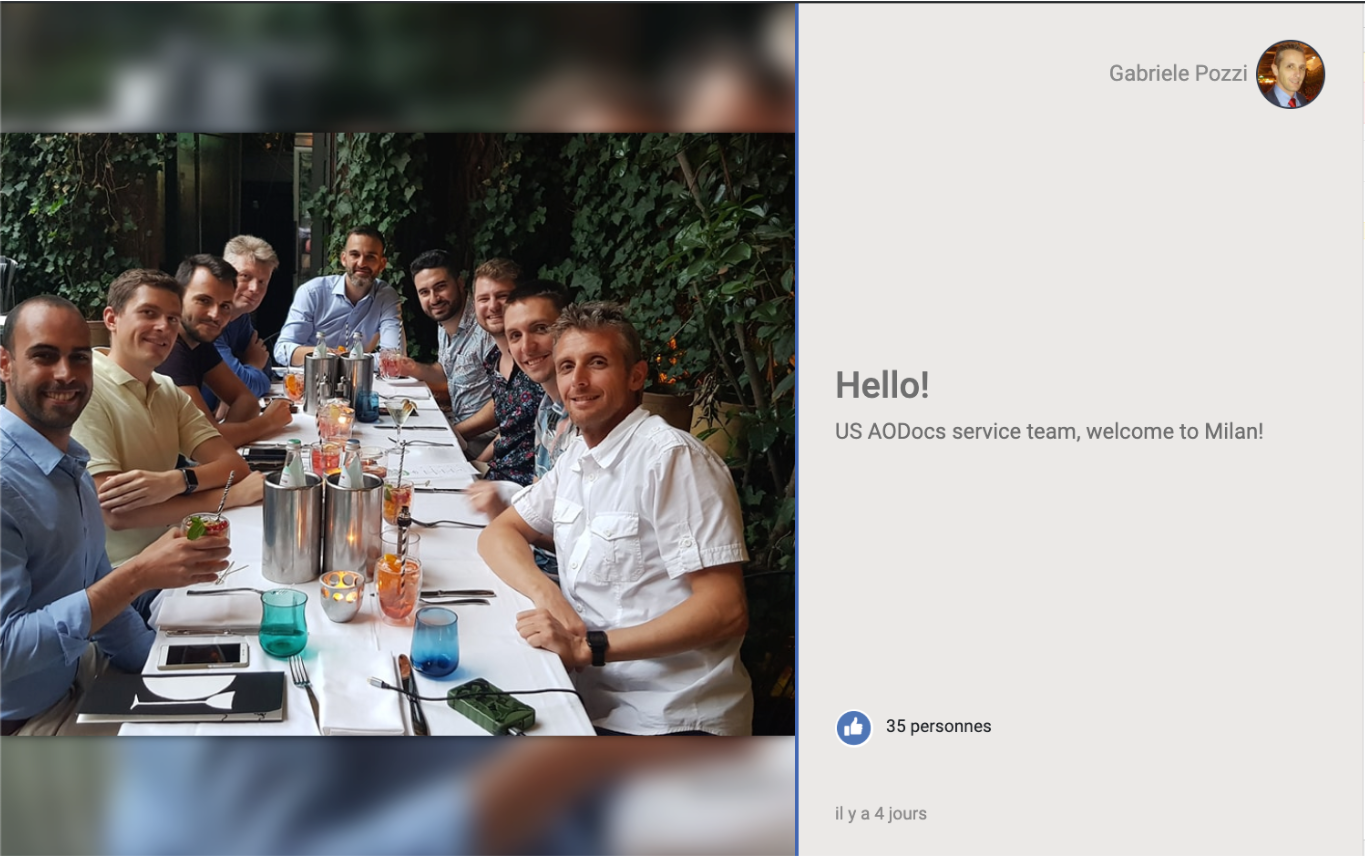 Gabriele Pozzi
Hello!
US AODocs service team, welcome to Milan!
35 personnes
il y a 4 jours